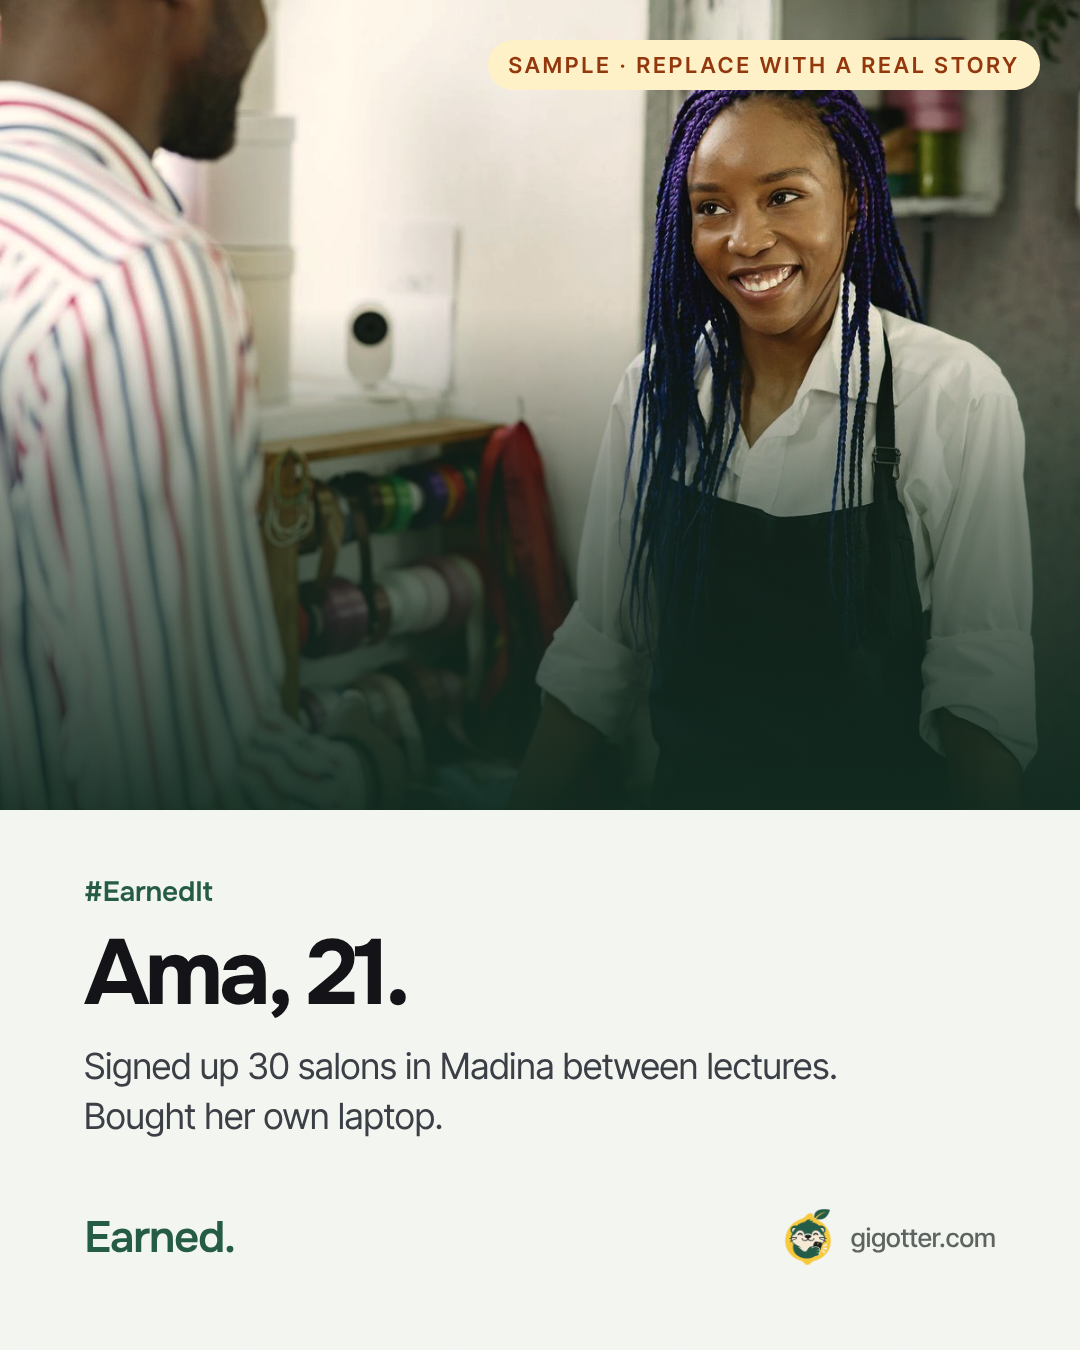 SAMPLE · REPLACE WITH A REAL STORY
#EarnedIt
Ama, 21.
Signed up 30 salons in Madina between lectures.
Bought her own laptop.
Earned.
gigotter.com